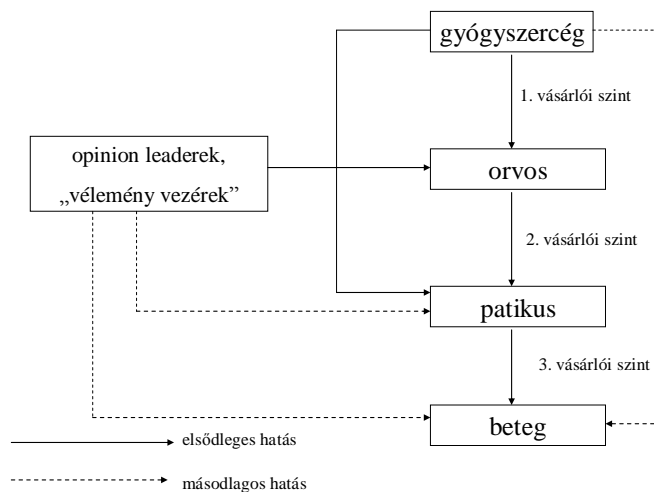 gyógyszercég
1. vásárlói szint
opinion leaderek,
„vélemény vezérek”
orvos
2. vásárlói szint
patikus
3. vásárlói szint
beteg
elsődleges hatás
másodlagos hatás